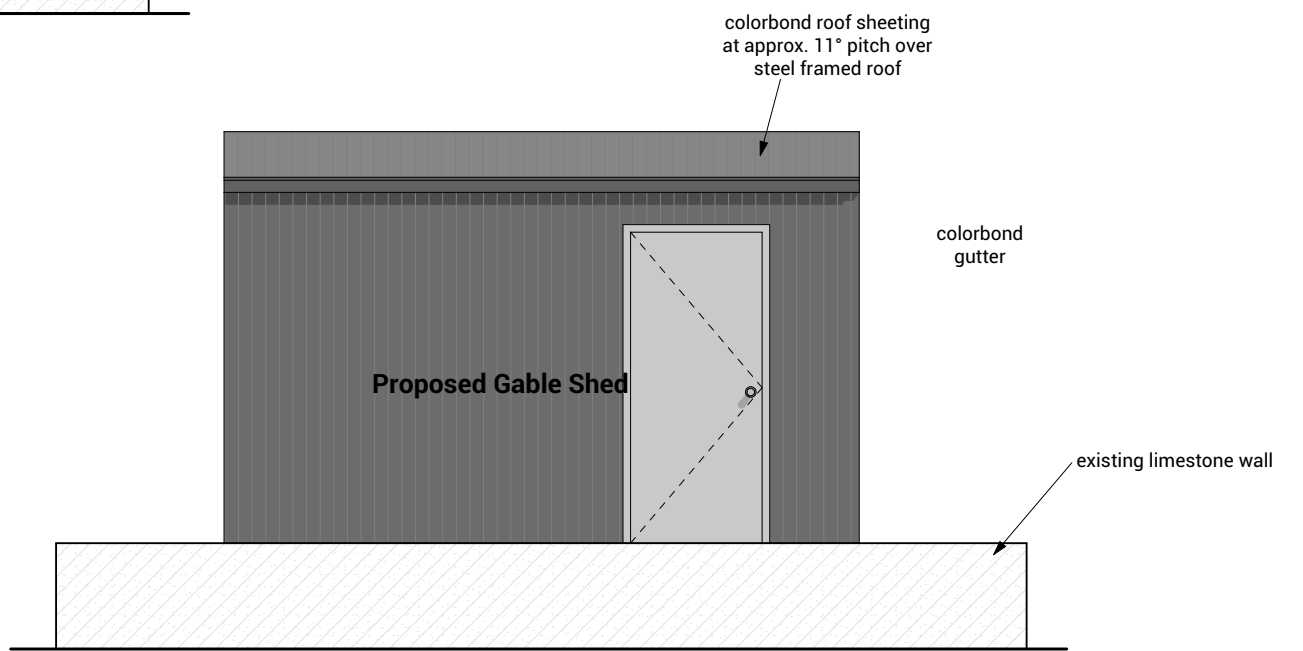 colorbond roof sheeting
at approx. 11° pitch over
steel framed roof
colorbond
gutter
Proposed Gable Shed
existing limestone wall